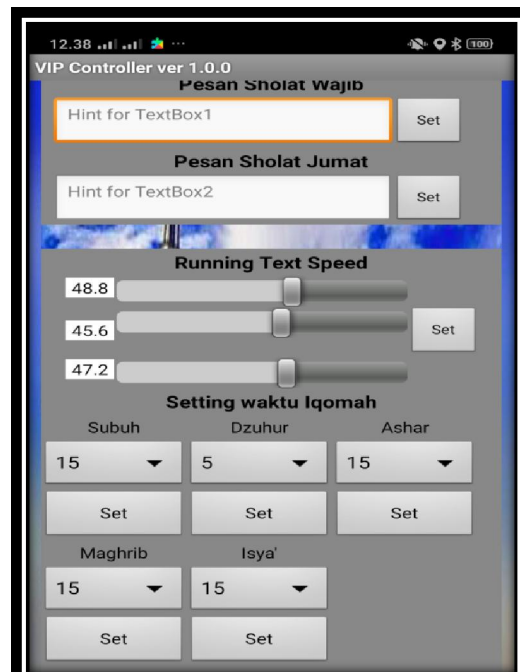 12.38 ... 100
VIP Controller ver 1.0.0
Pesan Sholat Wajib
Hint for TextBox1 Set
Pesan Sholat Jumat
Hint for TextBox2 Set
Running Text Speed
48.8
45.6 Set
47.2
Setting waktu Iqomah
Subuh Dzuhur Ashar
15 5 15
Set Set Set
Maghrib Isya'
15 15
Set Set